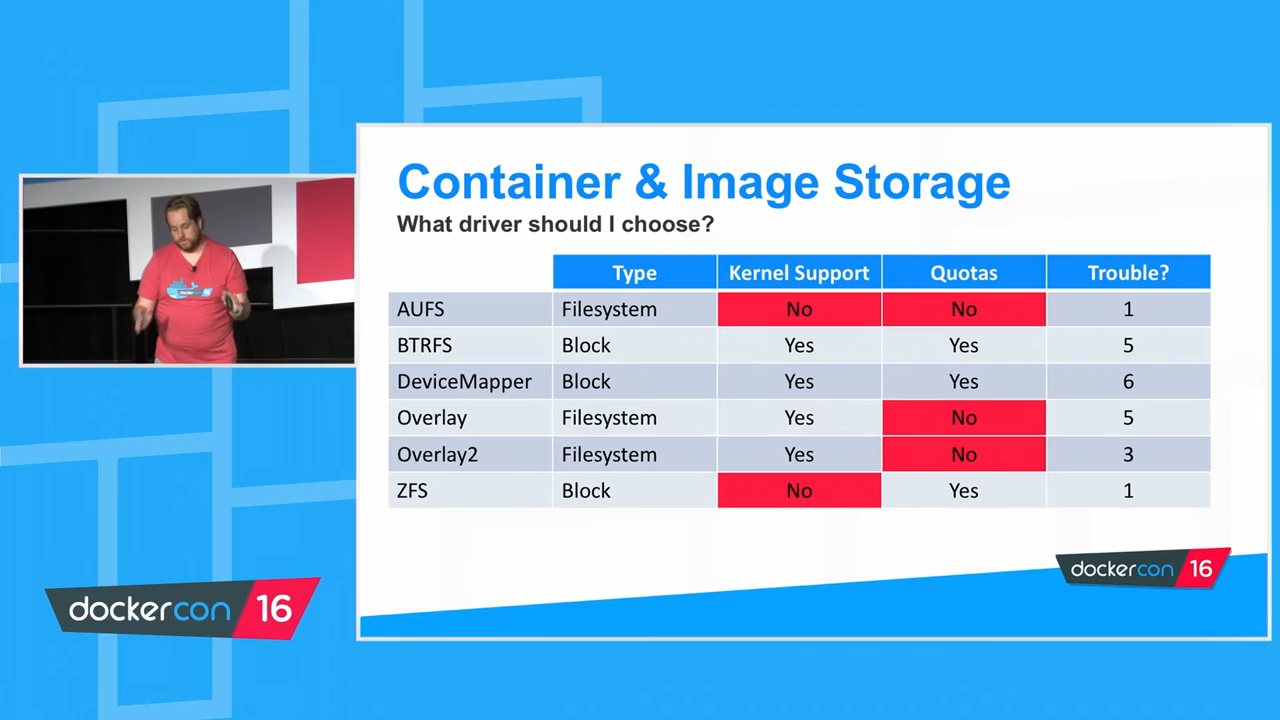 Container & Image Storage
What driver should I choose?
Type Kernel Support Quotas Trouble?
AUFS Filesystem No No 1
BTRFS Block Yes Yes 5
DeviceMapper Block Yes Yes 6
Overlay Filesystem Yes No 5
Overlay2 Filesystem Yes No 3
ZFS Block No Yes 1
dockercon 16
dockercon 16